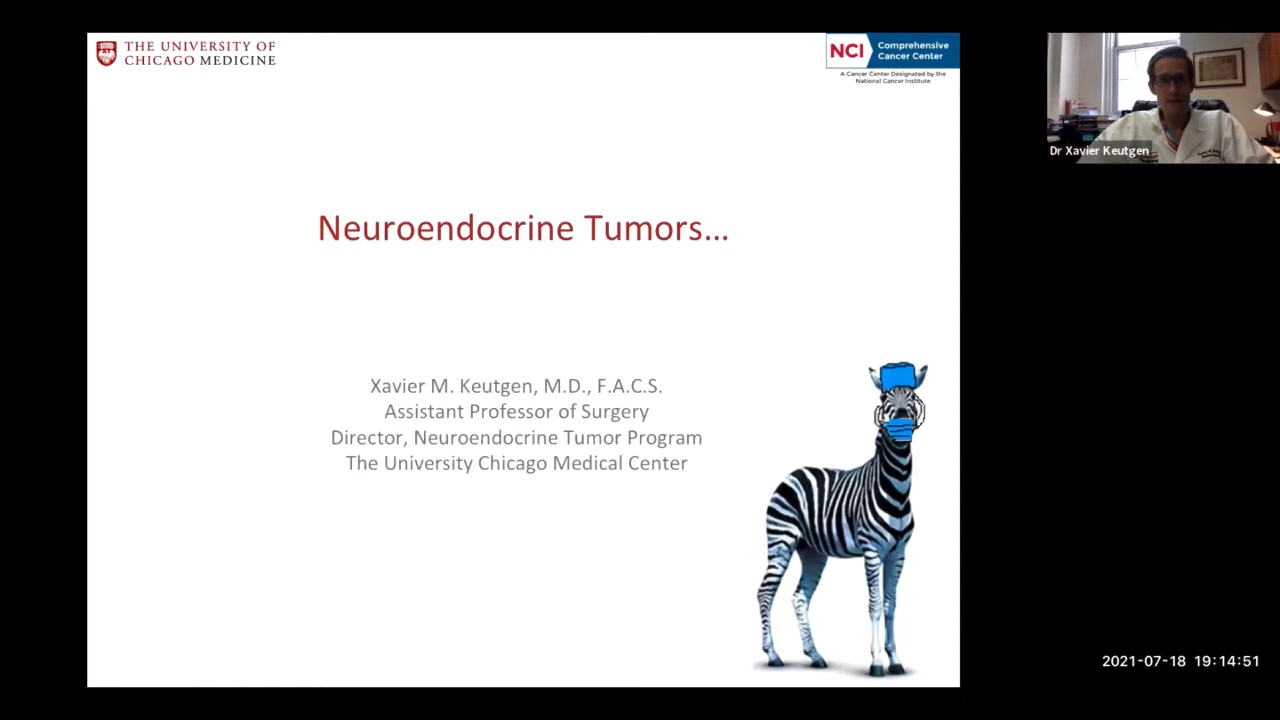 THE UNIVERSITY OF
CHICAGO MEDICINE
NCI
Comprehensive
Cancer Center
A Cancer Center Designated by the
National Cancer Institute
Dr Xavier Keutgen
Neuroendocrine Tumors...
Xavier M. Keutgen, M.D., F.A.C.S.
Assistant Professor of Surgery
Director, Neuroendocrine Tumor Program
The University Chicago Medical Center
2021-07-18 19:14:51